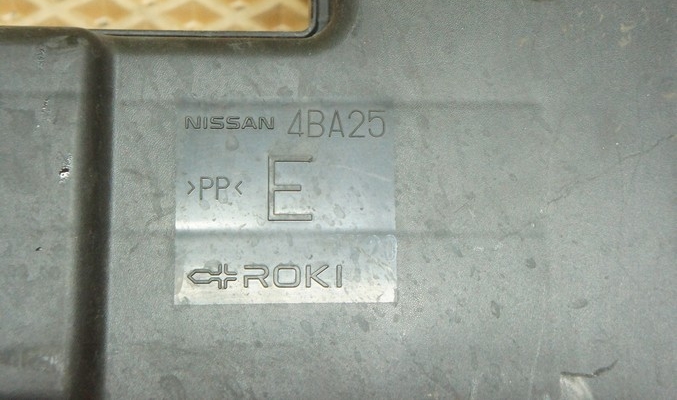 NISSAN 4BA25
>PP< E
ROKI